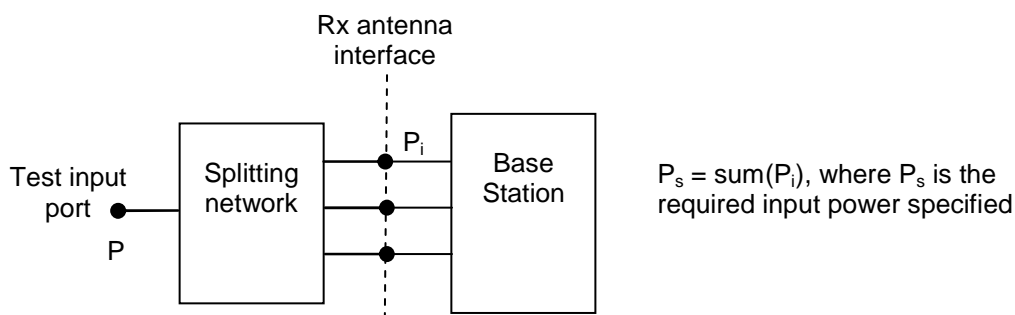 Rx antenna
interface
Test input
port
P
Splitting
network
Pᵢ
Base
Station
Pₛ = sum(Pᵢ), where Pₛ is the
required input power specified